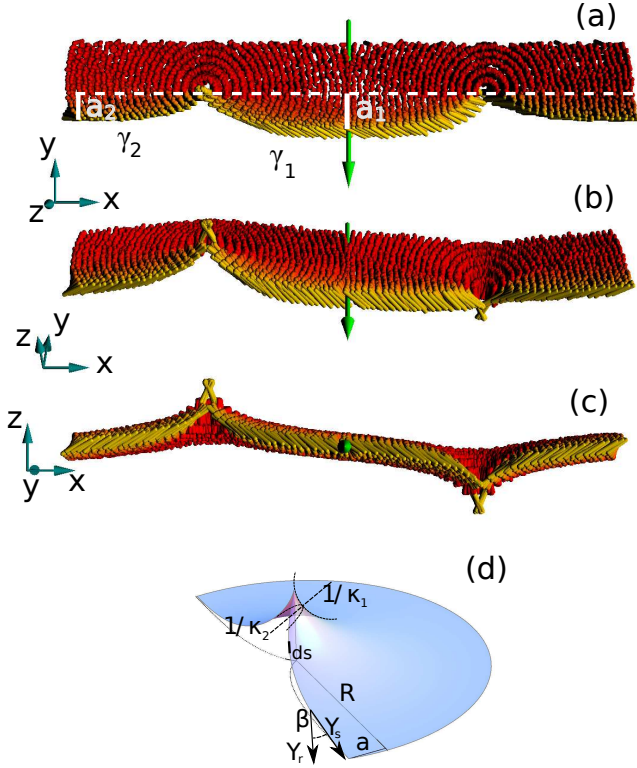 (a)
a₂
a₁
γ₂
γ₁
y
z
x
(b)
z
y
x
(c)
z
y
x
(d)
1/κ₁
1/κ₂
ds
R
β
Yₛ
a
Yᵣ